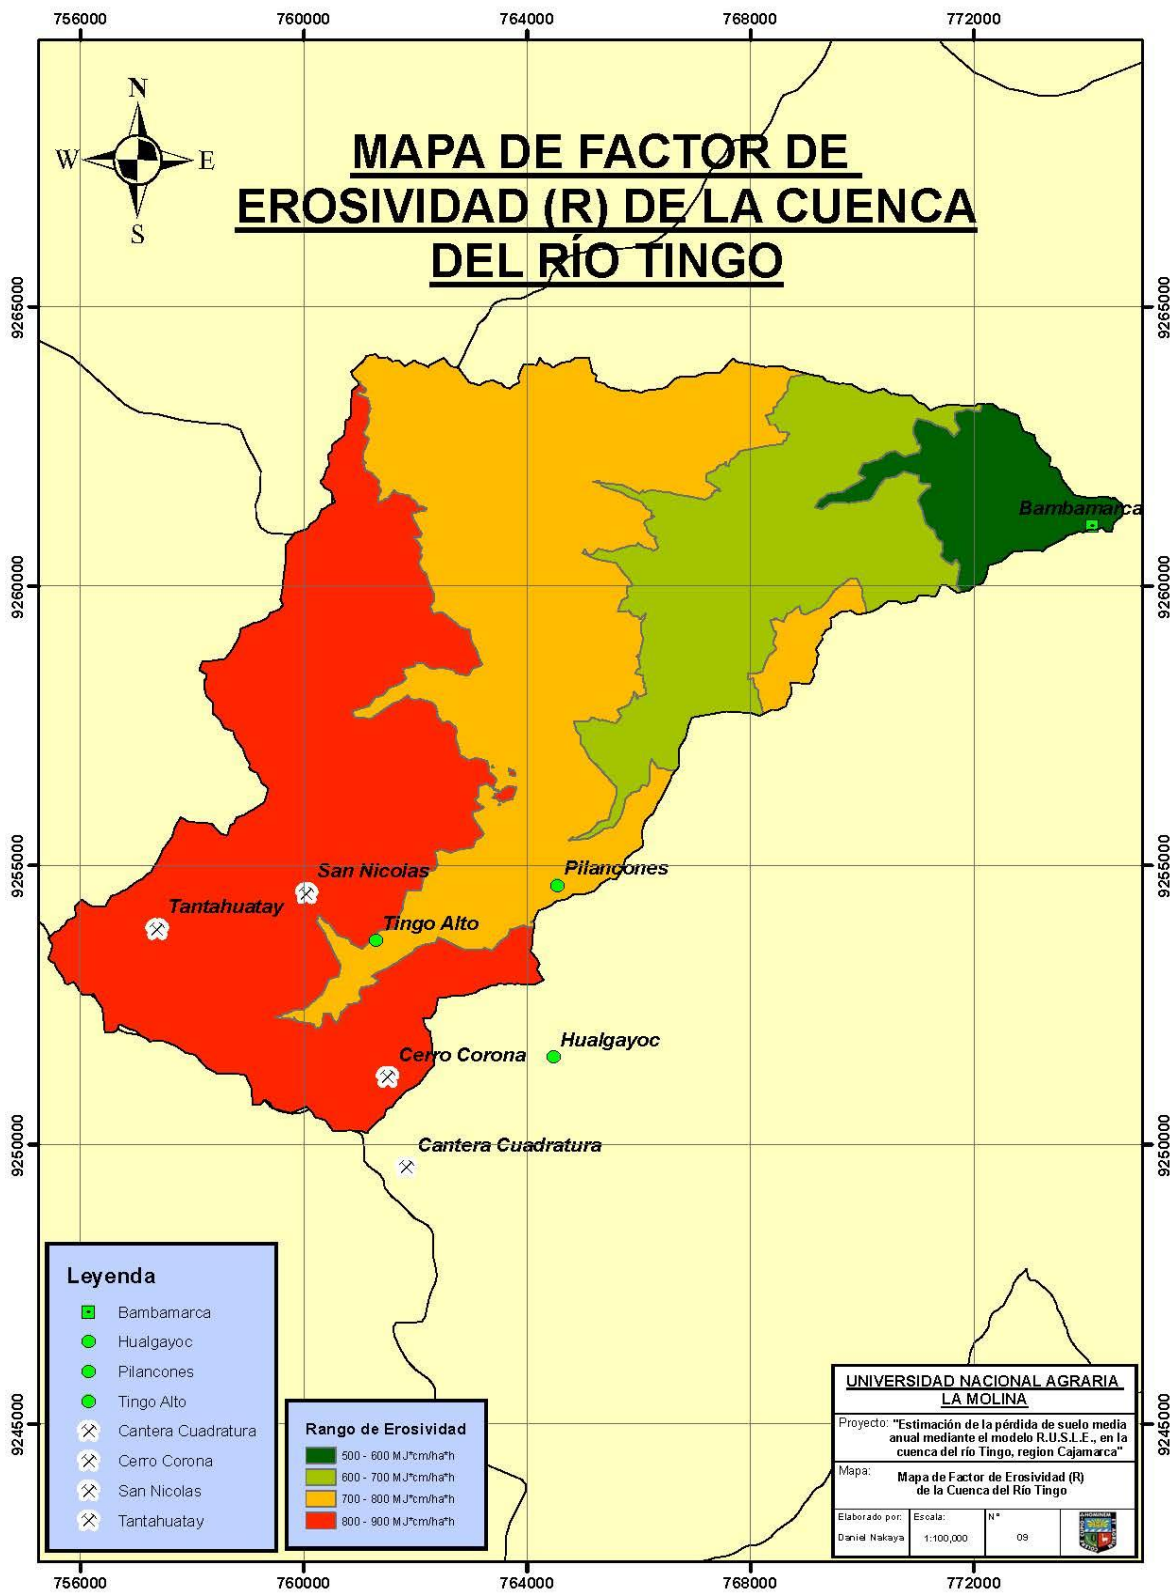 756000 760000 764000 768000 772000
N
W E
S
MAPA DE FACTOR DE
EROSIVIDAD (R) DE LA CUENCA
DEL RÍO TINGO
9265000 9265000
Bambamarca
9260000 9260000
9255000 9255000
San Nicolas
Pilancones
Tantahuatay
Tingo Alto
Hualgayoc
Cerro Corona
9250000 9250000
Cantera Cuadratura
Leyenda
Bambamarca
Hualgayoc
Pilancones
Tingo Alto
Cantera Cuadratura
Cerro Corona
San Nicolas
Tantahuatay
Rango de Erosividad
500 - 600 MJ*cm/ha*h
600 - 700 MJ*cm/ha*h
700 - 800 MJ*cm/ha*h
800 - 900 MJ*cm/ha*h
9245000 9245000
UNIVERSIDAD NACIONAL AGRARIA
LA MOLINA
Proyecto: "Estimación de la pérdida de suelo media
anual mediante el modelo R.U.S.L.E., en la
cuenca del río Tingo, region Cajamarca"
Mapa: Mapa de Factor de Erosividad (R)
de la Cuenca del Río Tingo
Elaborado por: Escala: N°
Daniel Nakaya 1:100,000 09
756000 760000 764000 768000 772000